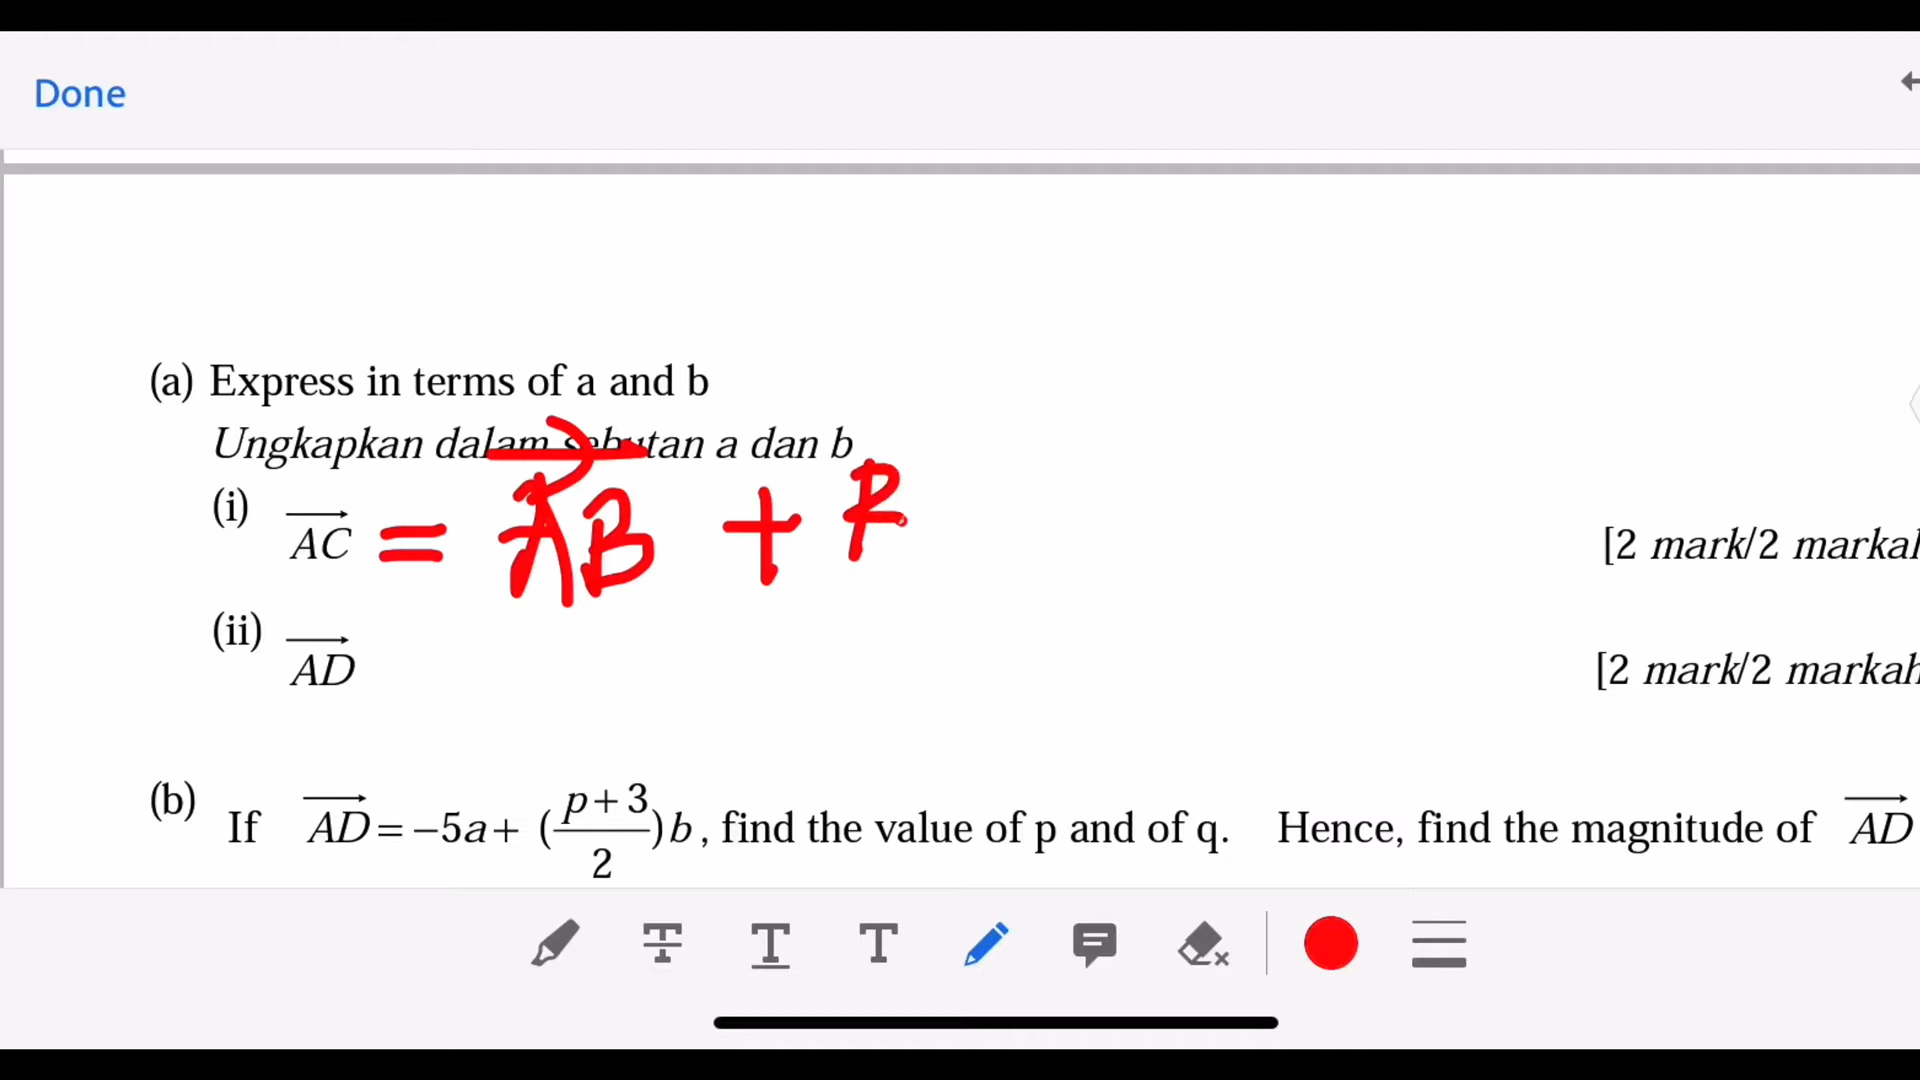 Done
(a) Express in terms of a and b
Ungkapkan dalam sebutan a dan b
(i) AC = AB +
[2 mark/2 markah
(ii) AD
[2 mark/2 markah
(b) If AD = −5a + (p+3/2)b, find the value of p and of q. Hence, find the magnitude of AD